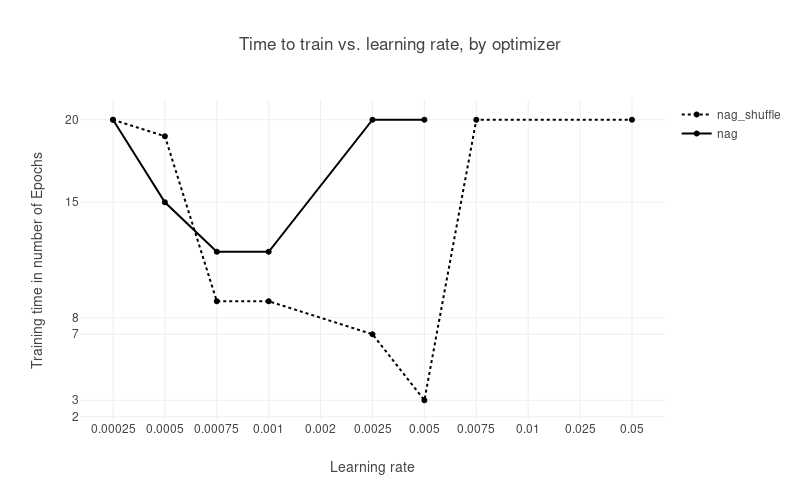 Time to train vs. learning rate, by optimizer
nag_shuffle
nag
Training time in number of Epochs
20
15
8
7
3
2
0.00025 0.0005 0.00075 0.001 0.002 0.0025 0.005 0.0075 0.01 0.025 0.05
Learning rate